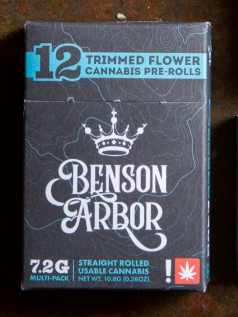 12 TRIMMED FLOWER
CANNABIS PRE-ROLLS
BENSON
ARBOR
7.2G
MULTI-PACK
STRAIGHT ROLLED
USABLE CANNABIS
NET WT. 10.8G (0.38OZ)
!